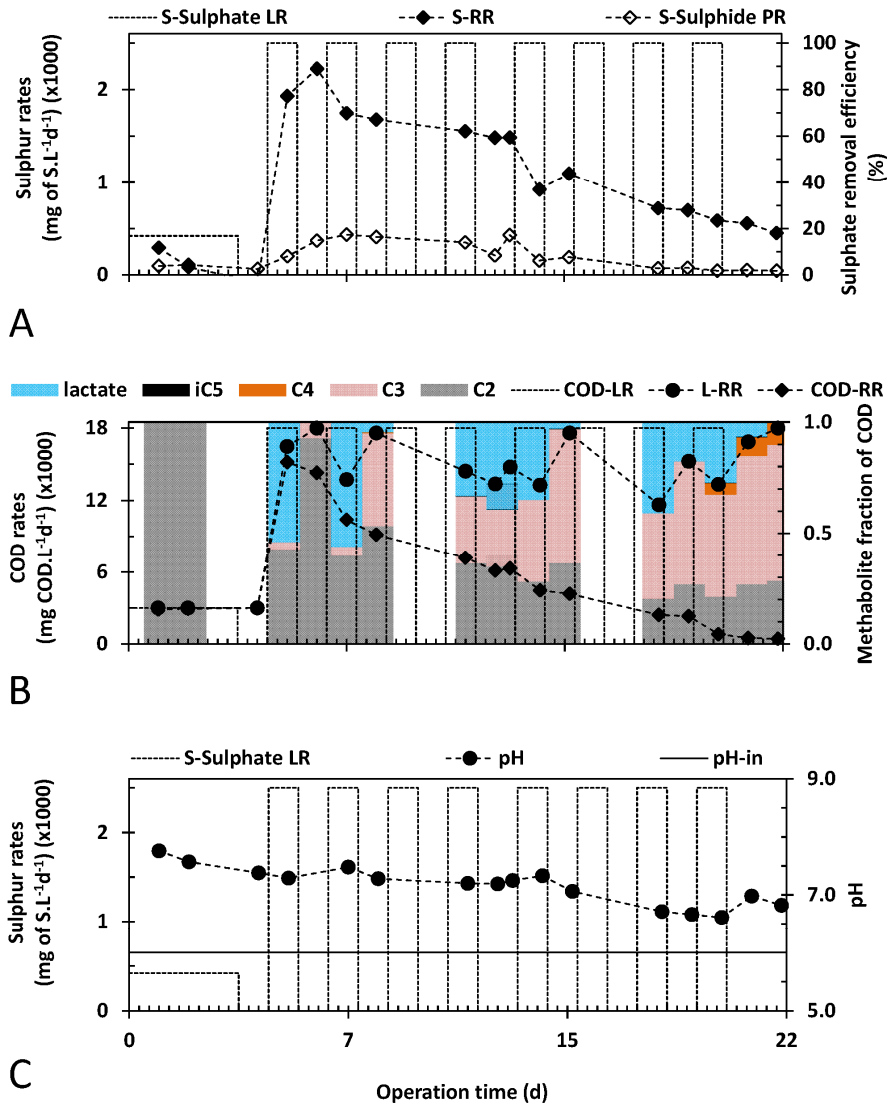 S-Sulphate LR S-RR S-Sulphide PR
Sulphur rates
(mg of S.L-1d-1) (x1000)
2
1
0
100
80
60
40
20
0
Sulphate removal efficiency
(%)
A
lactate iC5 C4 C3 C2 COD-LR L-RR COD-RR
COD rates
(mg COD.L-1d-1) (x1000)
18
12
6
0
1.0
0.5
0.0
Methabolite fraction of COD
B
S-Sulphate LR pH pH-in
Sulphur rates
(mg of S.L-1d-1) (x1000)
2
1
0
9.0
7.0
5.0
pH
0 7 15 22
C
Operation time (d)